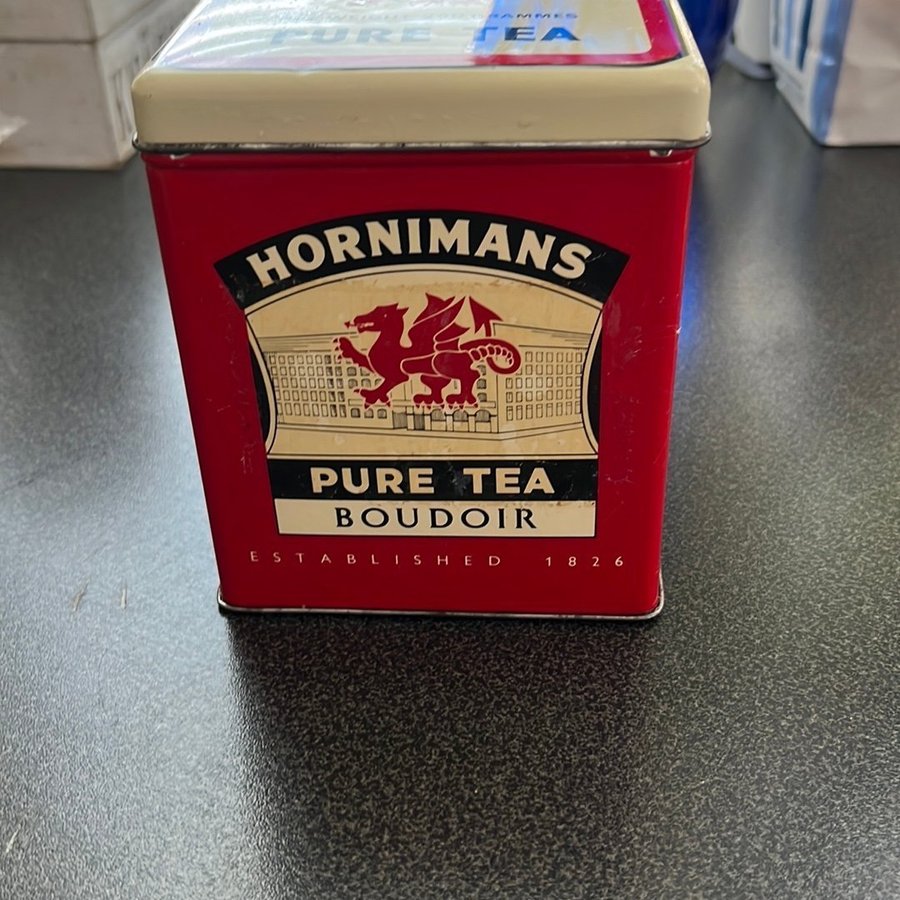 PURE TEA
HORNIMANS
PURE TEA
BOUDOIR
ESTABLISHED 1826